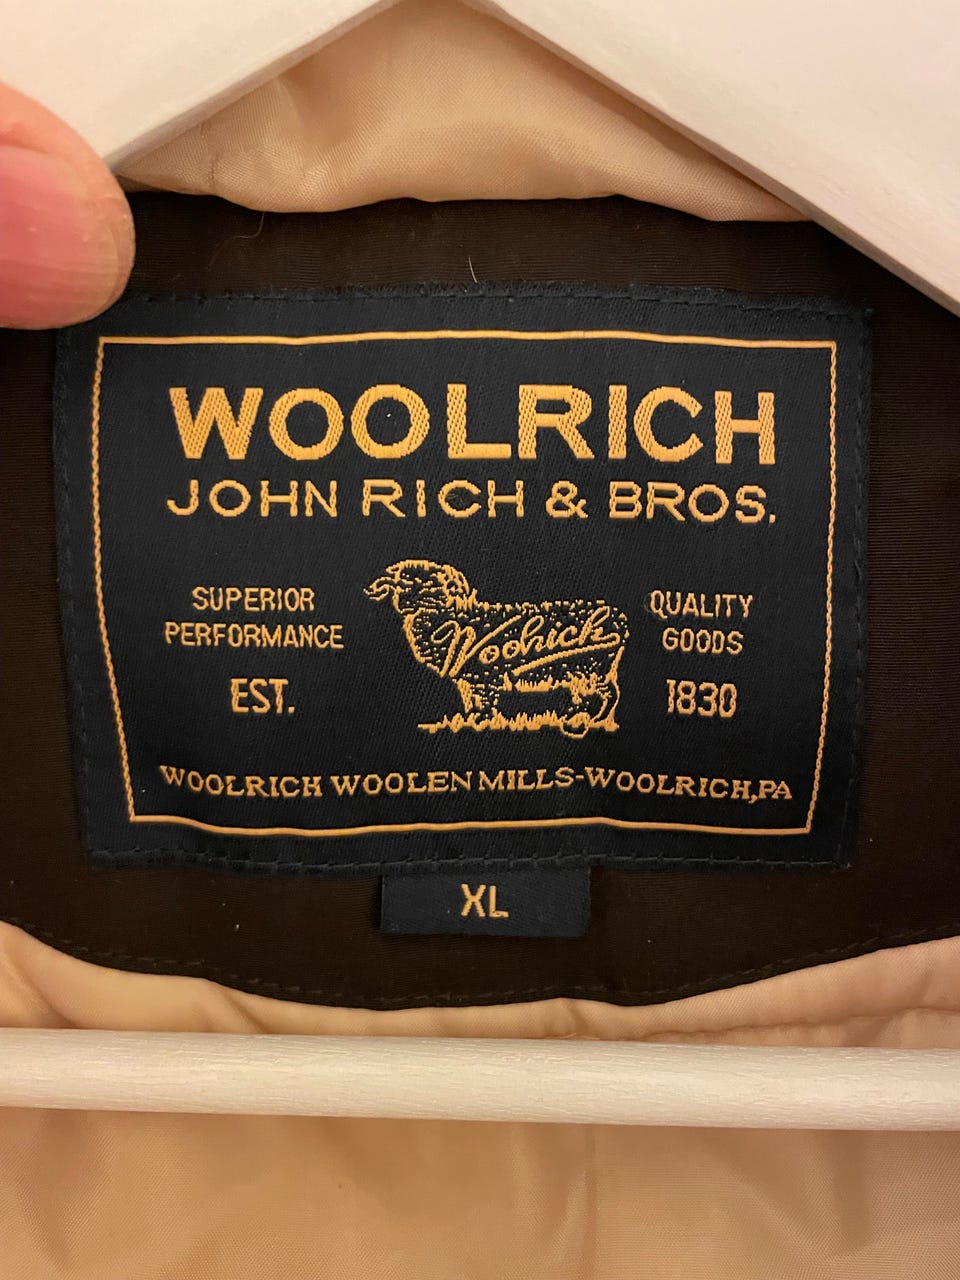 WOOLRICH
JOHN RICH & BROS.
SUPERIOR
PERFORMANCE
EST.
Woolrich
QUALITY
GOODS
1830
WOOLRICH WOOLEN MILLS-WOOLRICH,PA
XL